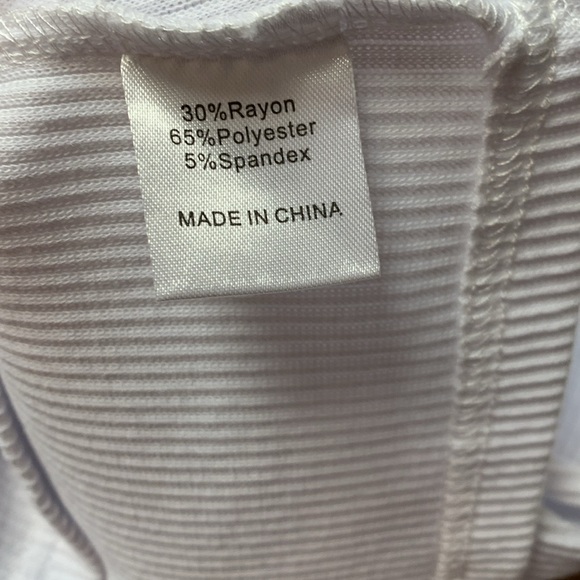 30%Rayon
65%Polyester
5%Spandex
MADE IN CHINA